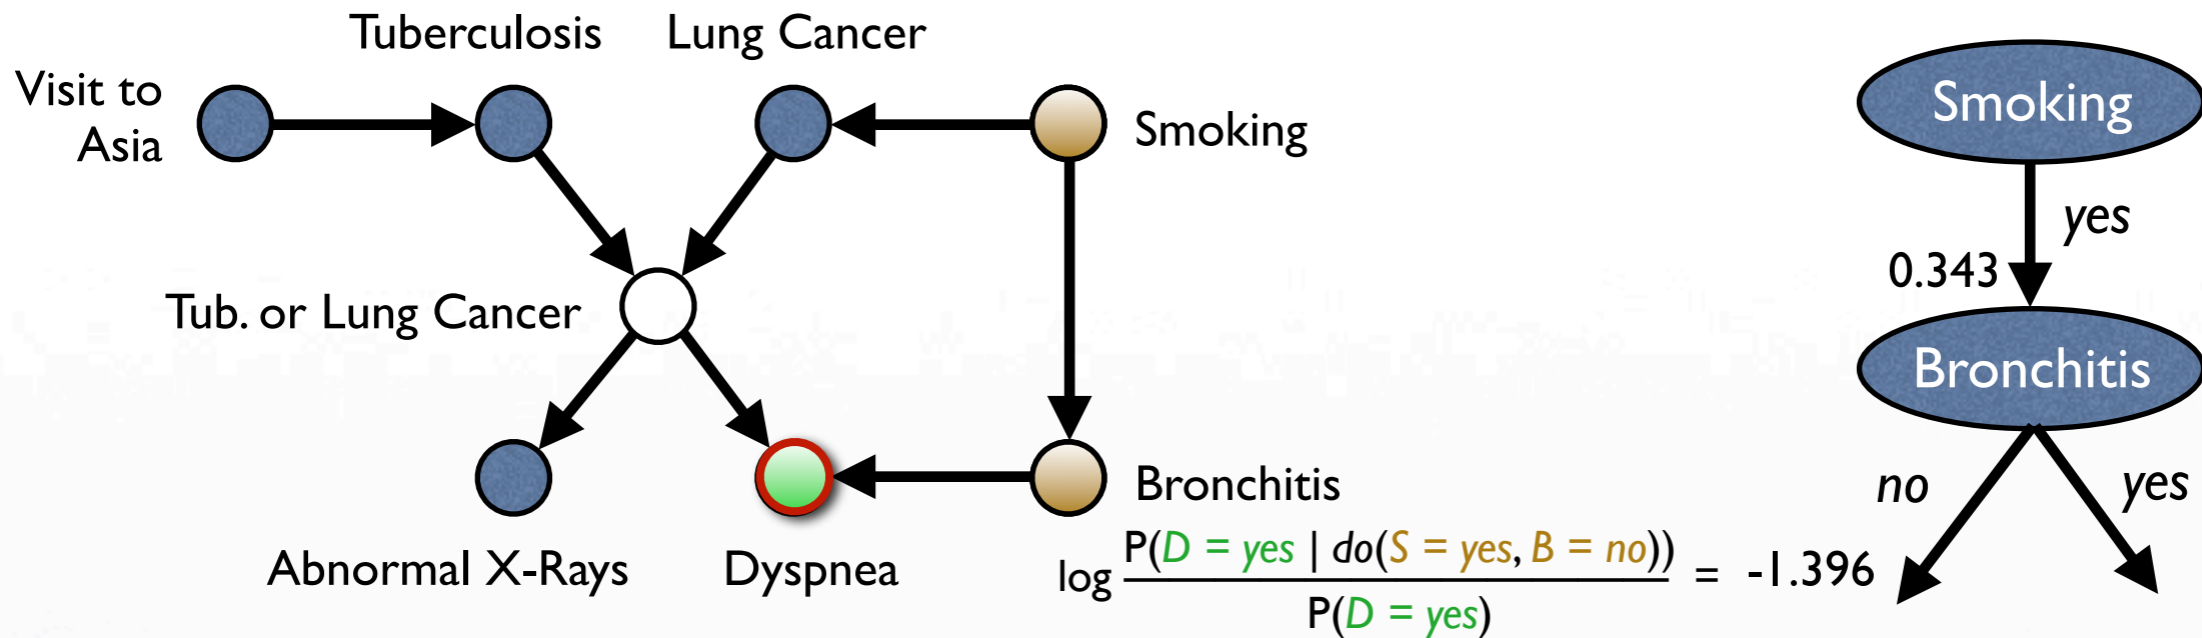 Tuberculosis
Lung Cancer
Visit to
Asia
Smoking
Smoking
yes
0.343
Tub. or Lung Cancer
Bronchitis
Bronchitis
no
yes
Abnormal X-Rays
Dyspnea
log P(D = yes | do(S = yes, B = no)) = -1.396
P(D = yes)